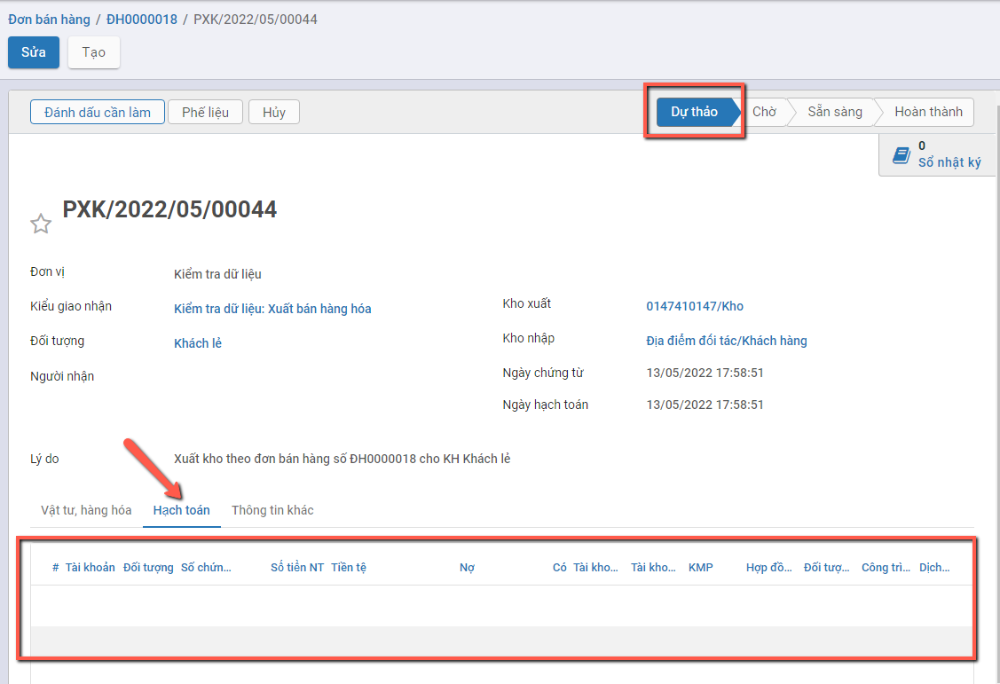 Đơn bán hàng / ĐH0000018 / PXK/2022/05/00044
Sửa Tạo
Đánh dấu cần làm Phế liệu Hủy Dự thảo Chờ Sẵn sàng Hoàn thành
0
Sổ nhật ký
PXK/2022/05/00044
Đơn vị Kiểm tra dữ liệu
Kiểu giao nhận Kiểm tra dữ liệu: Xuất bán hàng hóa Kho xuất 0147410147/Kho
Đối tượng Khách lẻ Kho nhập Địa điểm đối tác/Khách hàng
Người nhận Ngày chứng từ 13/05/2022 17:58:51
Ngày hạch toán 13/05/2022 17:58:51
Lý do Xuất kho theo đơn bán hàng số ĐH0000018 cho KH Khách lẻ
Vật tư, hàng hóa Hạch toán Thông tin khác
# Tài khoản Đối tượng Số chứn... Số tiền NT Tiền tệ Nợ Có Tài kho... Tài kho... KMP Hợp đồ... Đối tượ... Công trì... Dịch...